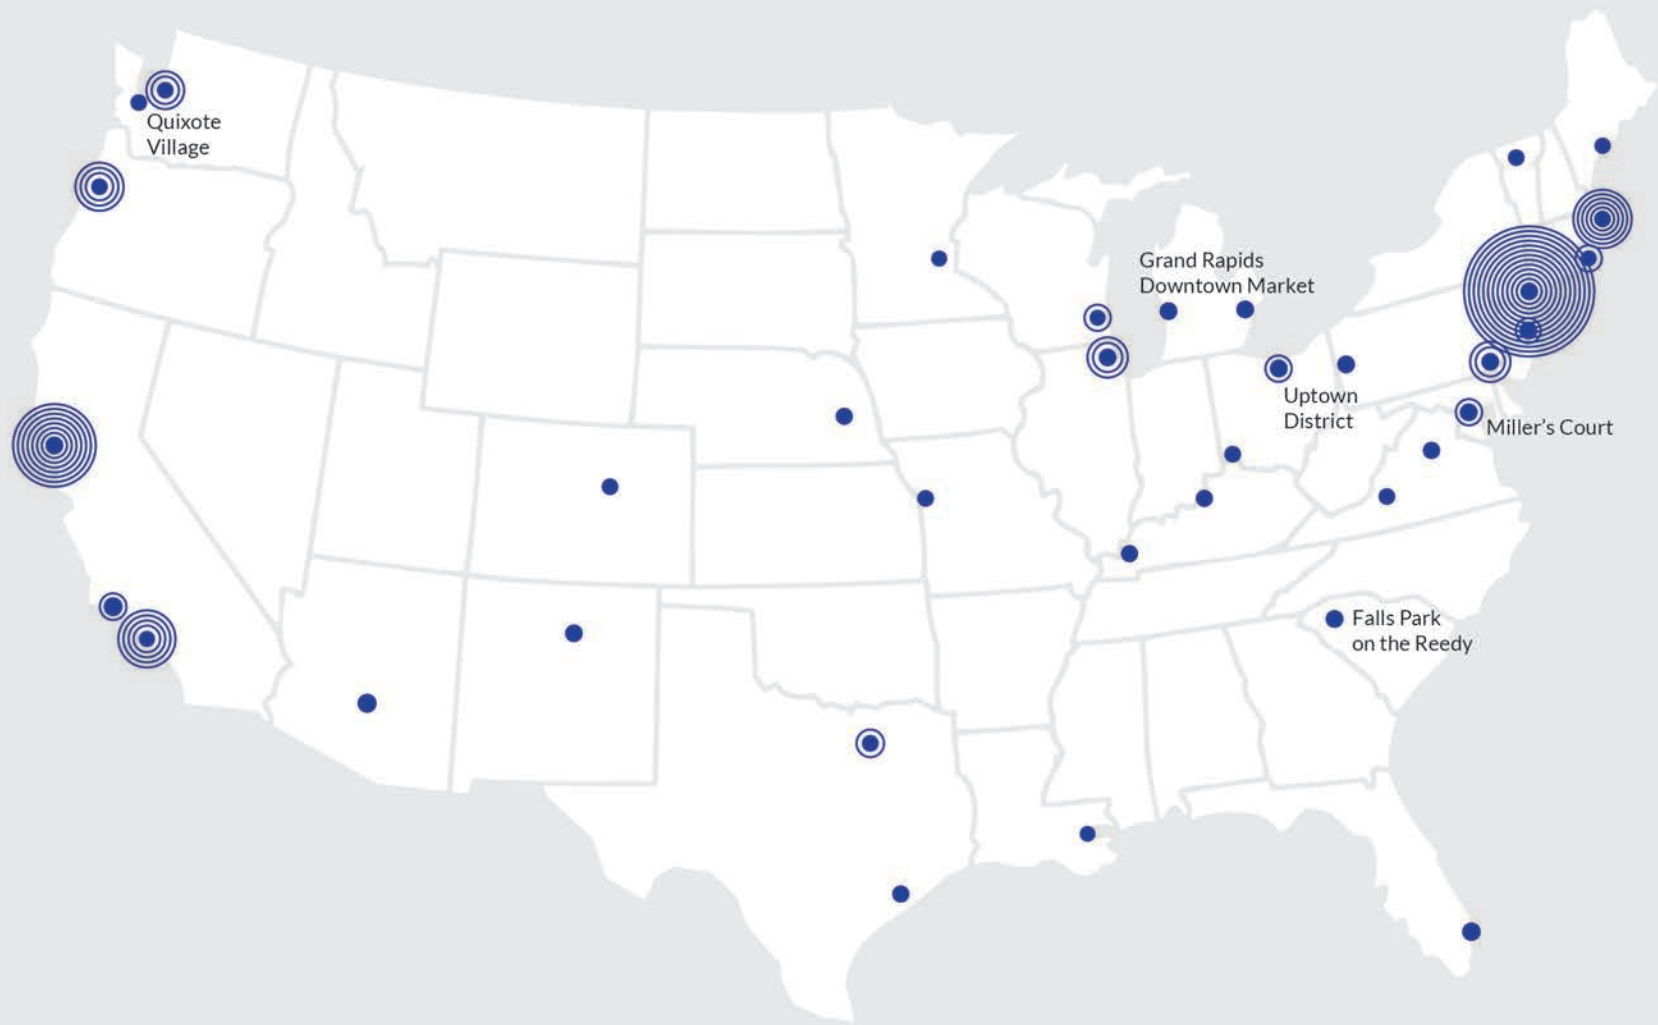 Quixote
Village
Grand Rapids
Downtown Market
Uptown
District
Miller’s Court
Falls Park
on the Reedy